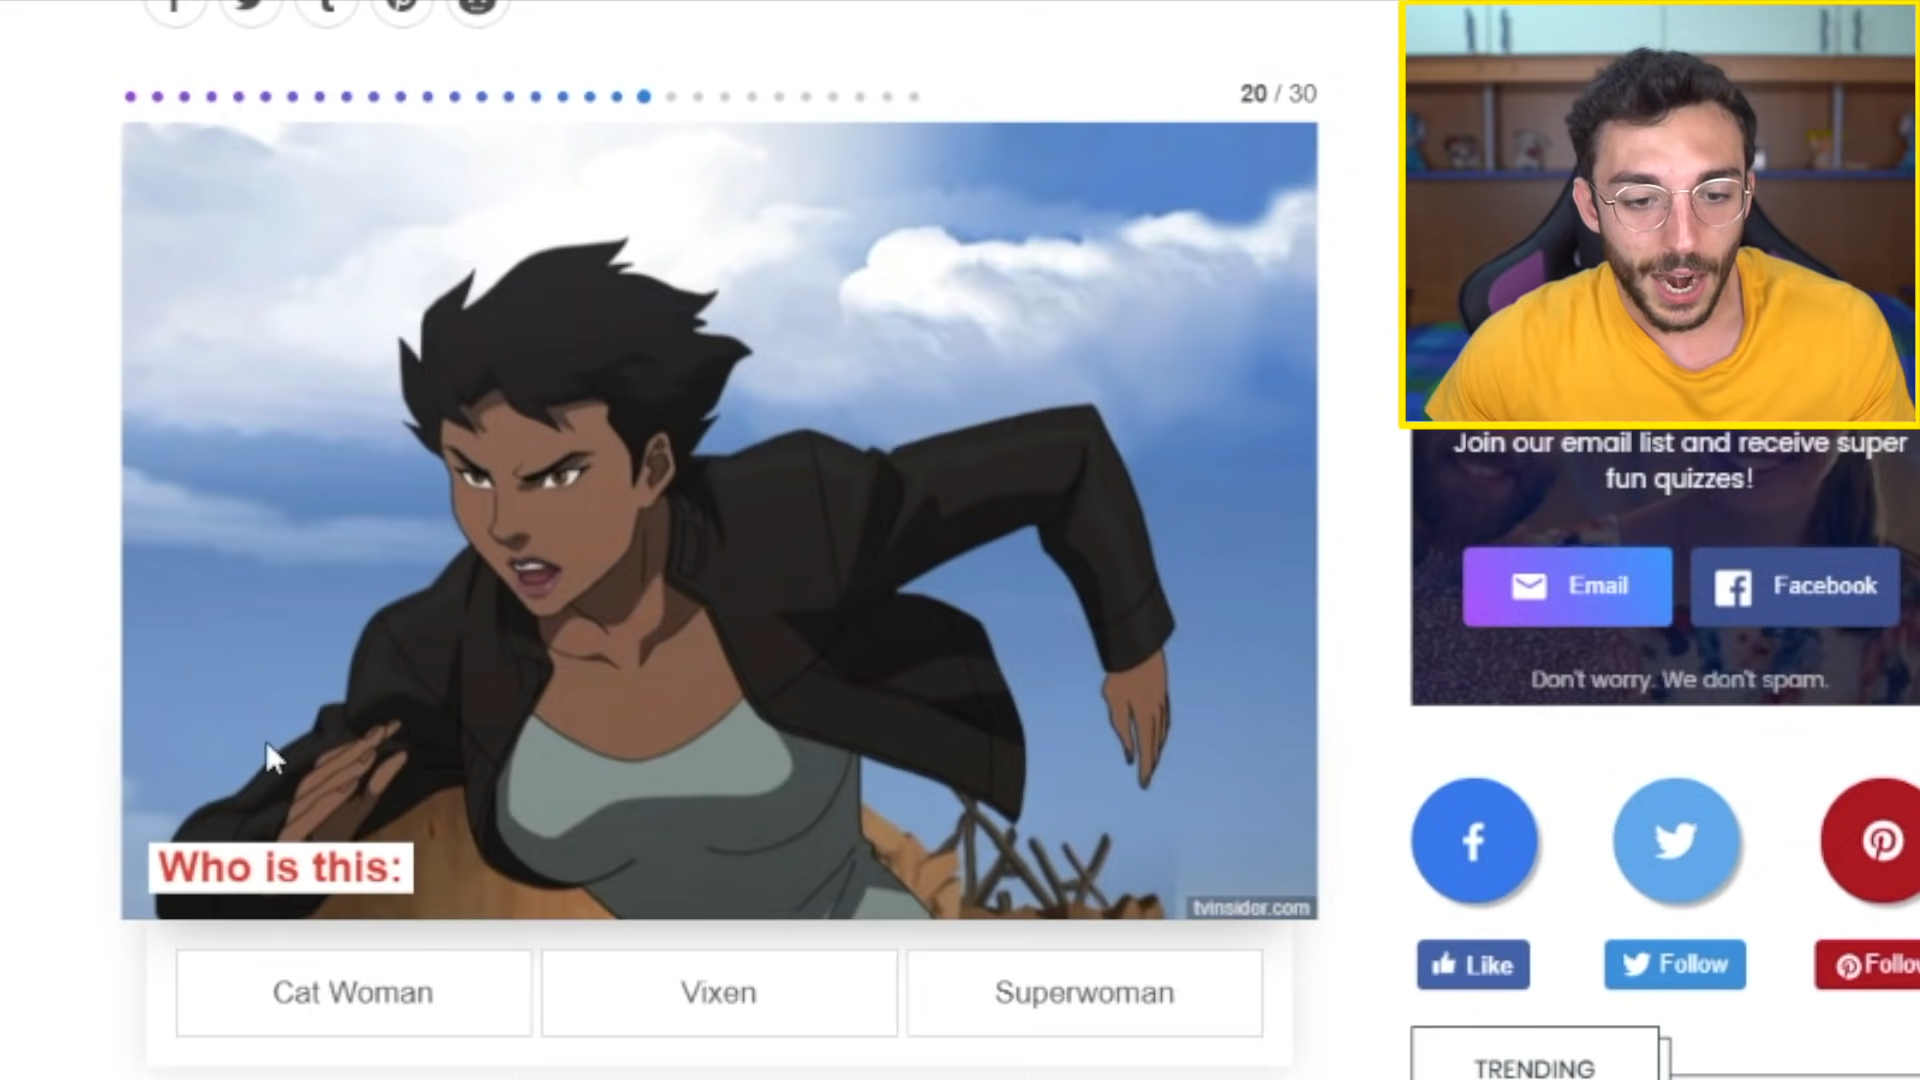 20 / 30
Who is this:
tvinsider.com
Cat Woman
Vixen
Superwoman
Join our email list and receive super
fun quizzes!
Email
Facebook
Don't worry. We don't spam.
Like
Follow
Follow
TRENDING